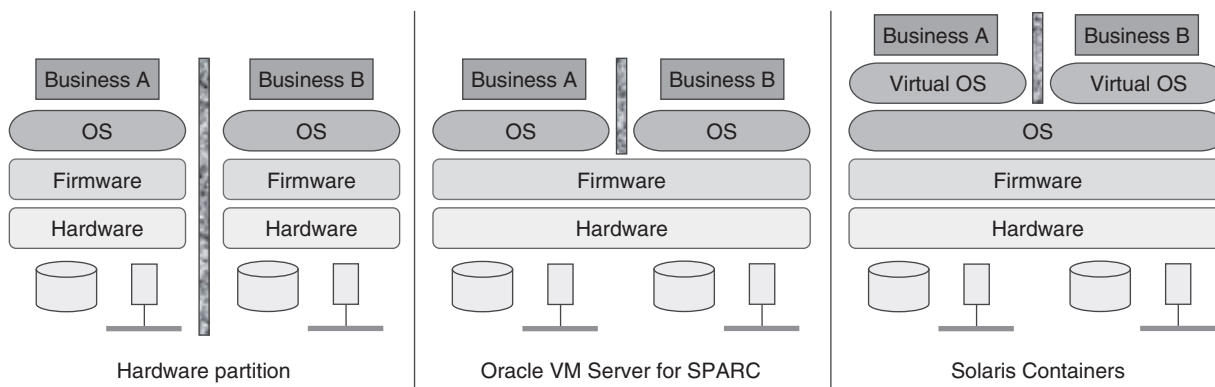 Business A
Business B
OS
OS
Firmware
Firmware
Hardware
Hardware
Hardware partition
Business A
Business B
OS
OS
Firmware
Hardware
Oracle VM Server for SPARC
Business A
Business B
Virtual OS
Virtual OS
OS
Firmware
Hardware
Solaris Containers